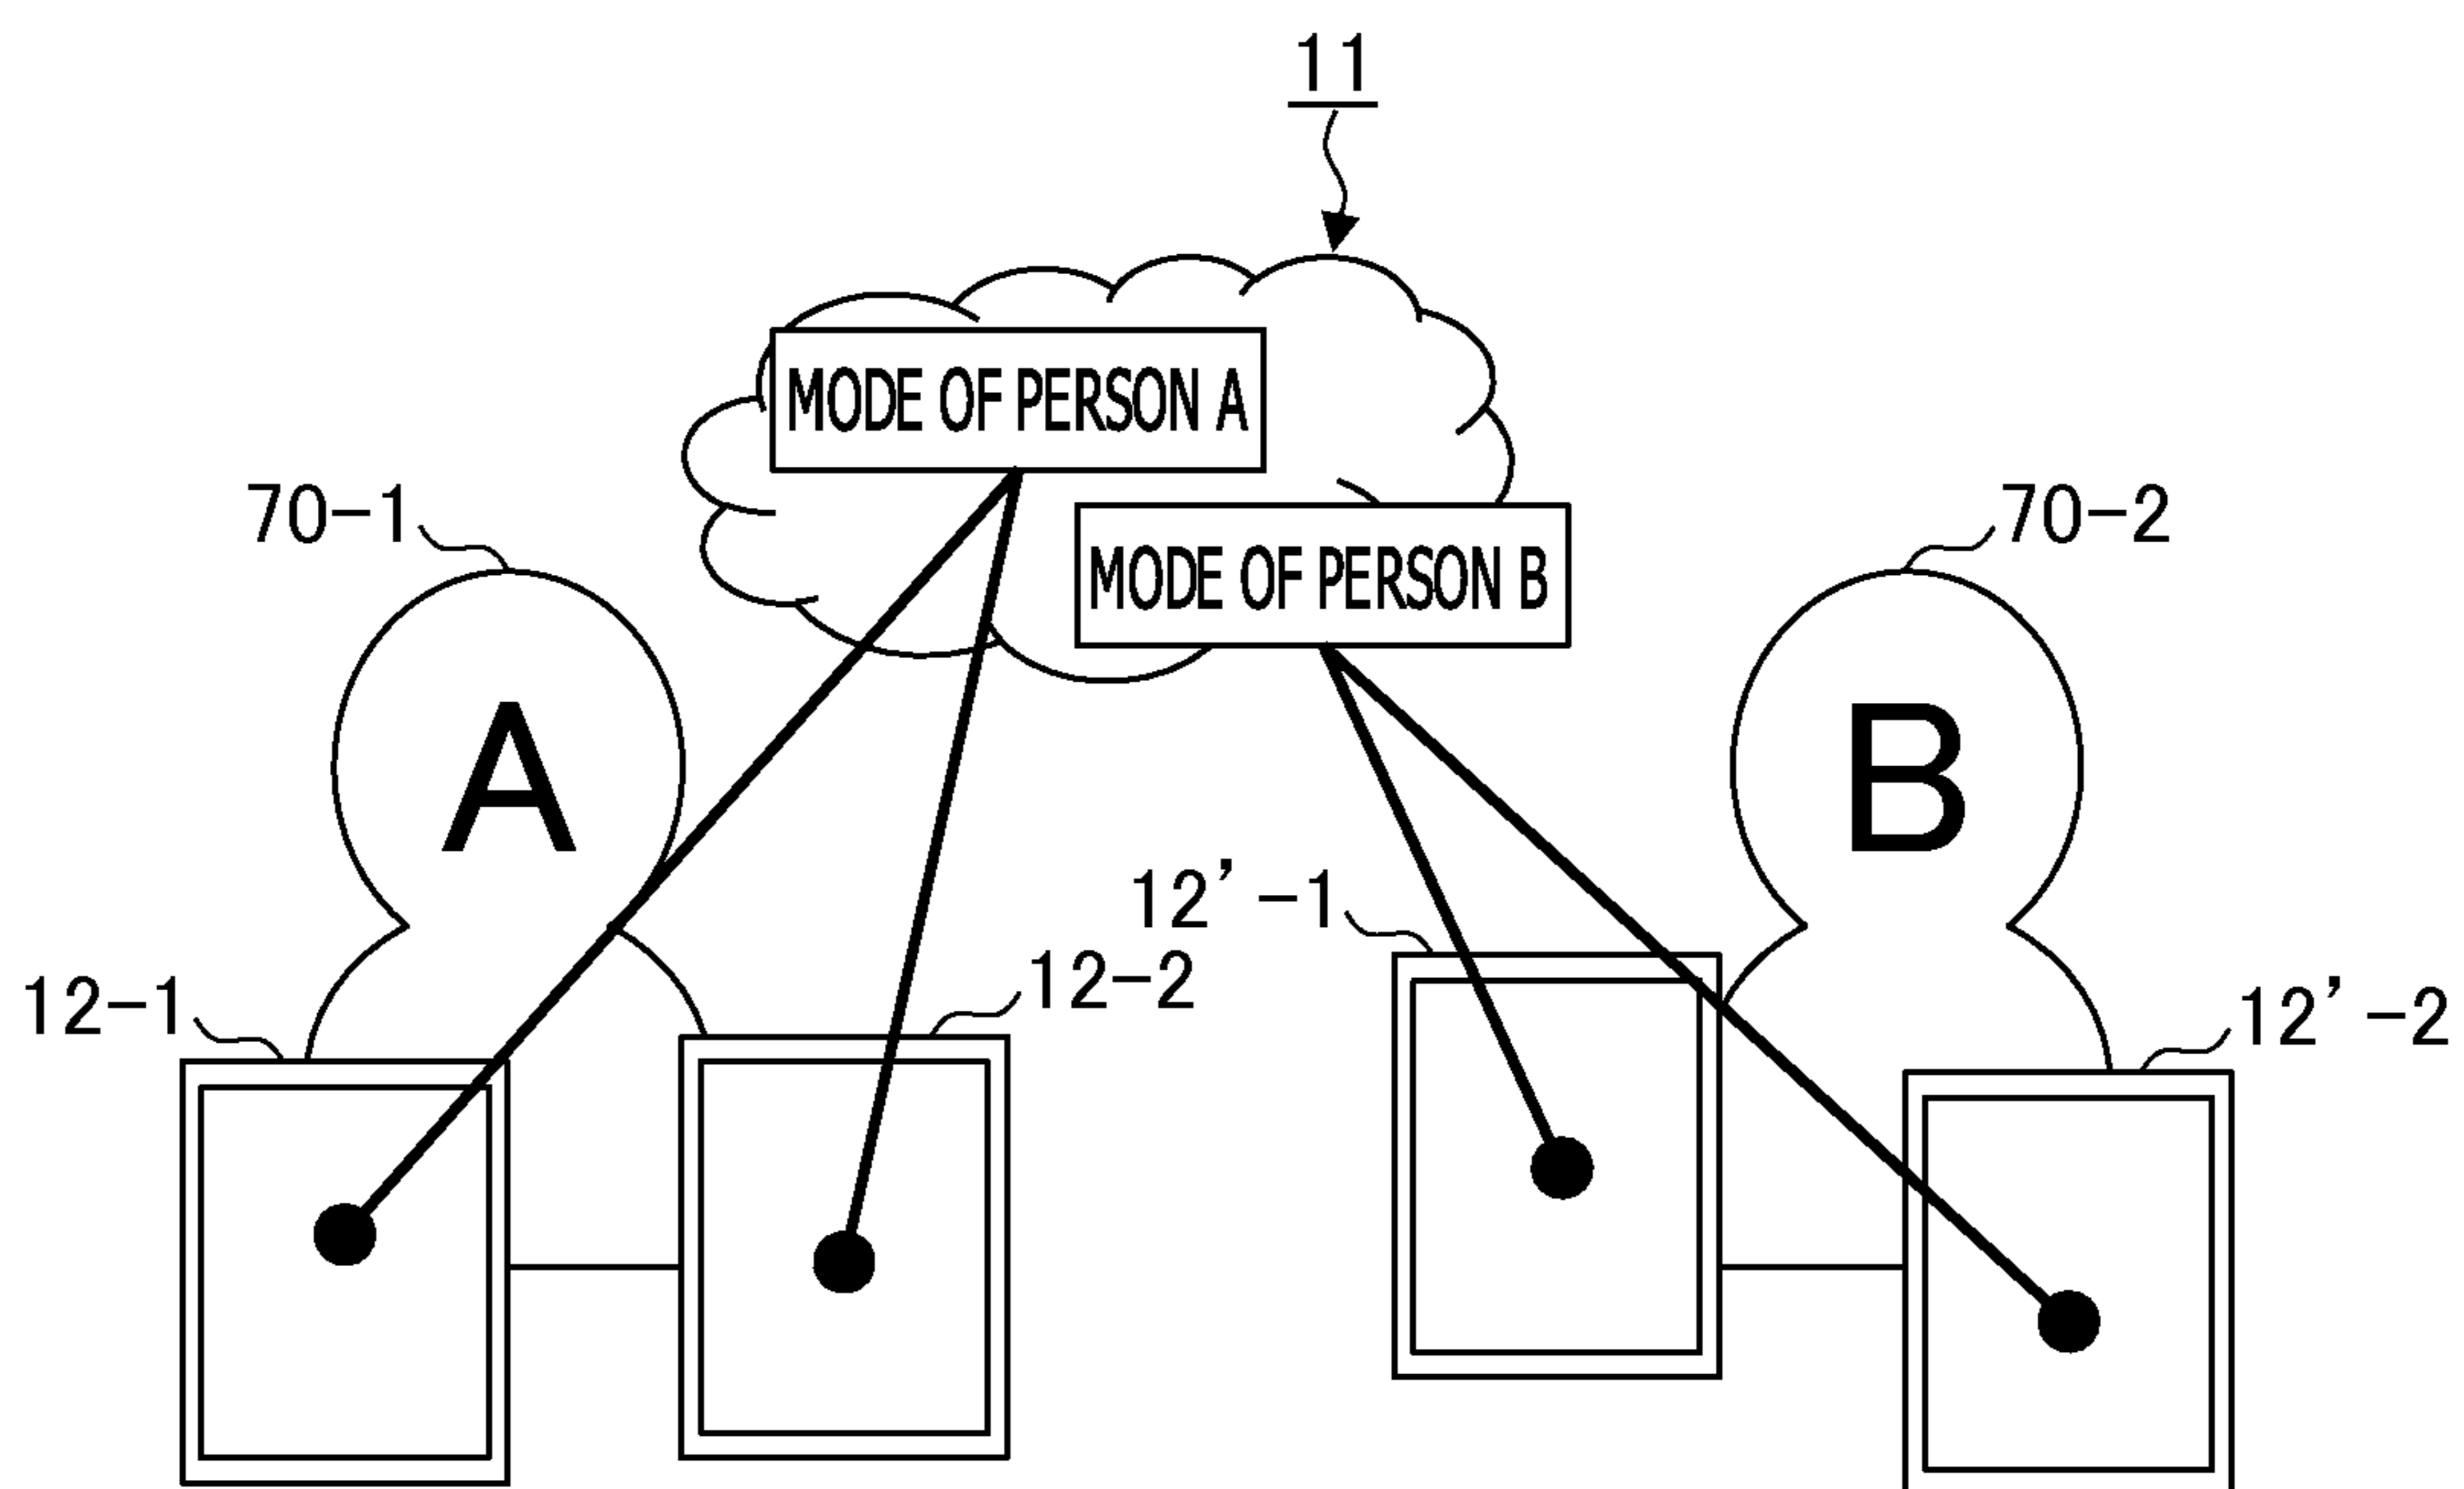 11
MODE OF PERSON A
70-1
MODE OF PERSON B
70-2
A
B
12'-1
12-2
12-1
12'-2